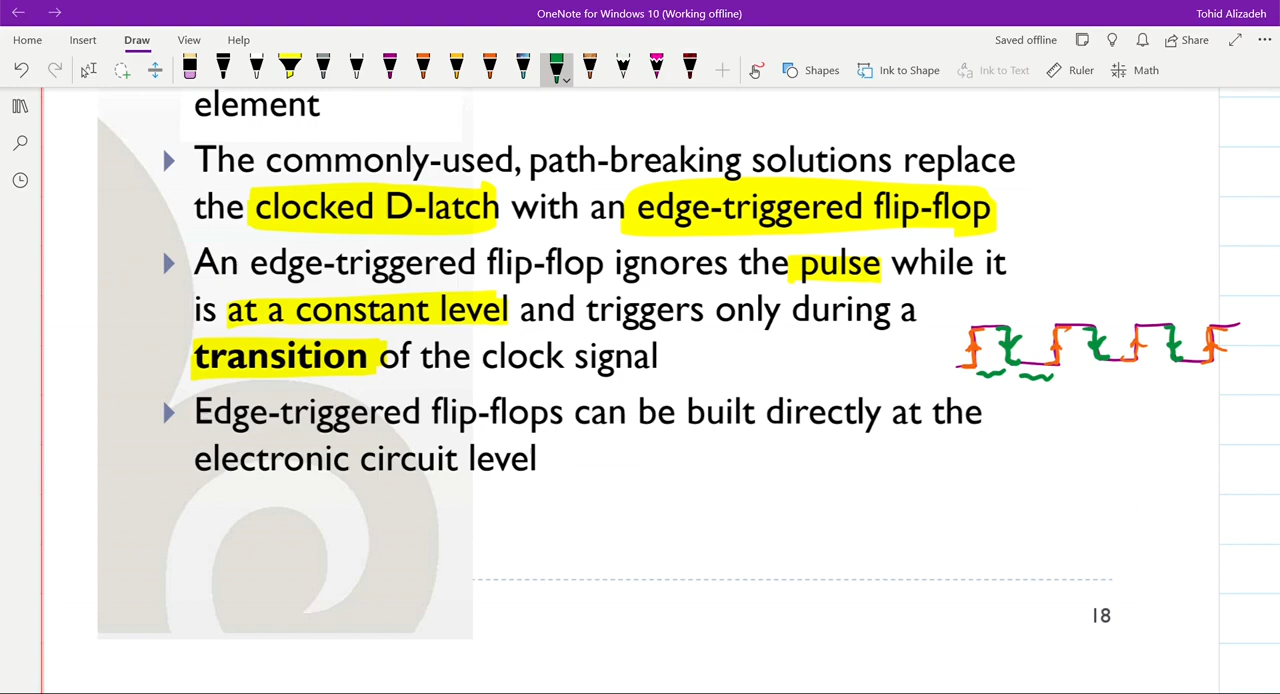 OneNote for Windows 10 (Working offline)
Tohid Alizadeh
Home Insert Draw View Help
Saved offline
Share
Shapes
Ink to Shape
Ink to Text
Ruler
Math
element
The commonly-used, path-breaking solutions replace
the clocked D-latch with an edge-triggered flip-flop
An edge-triggered flip-flop ignores the pulse while it
is at a constant level and triggers only during a
transition of the clock signal
Edge-triggered flip-flops can be built directly at the
electronic circuit level
18